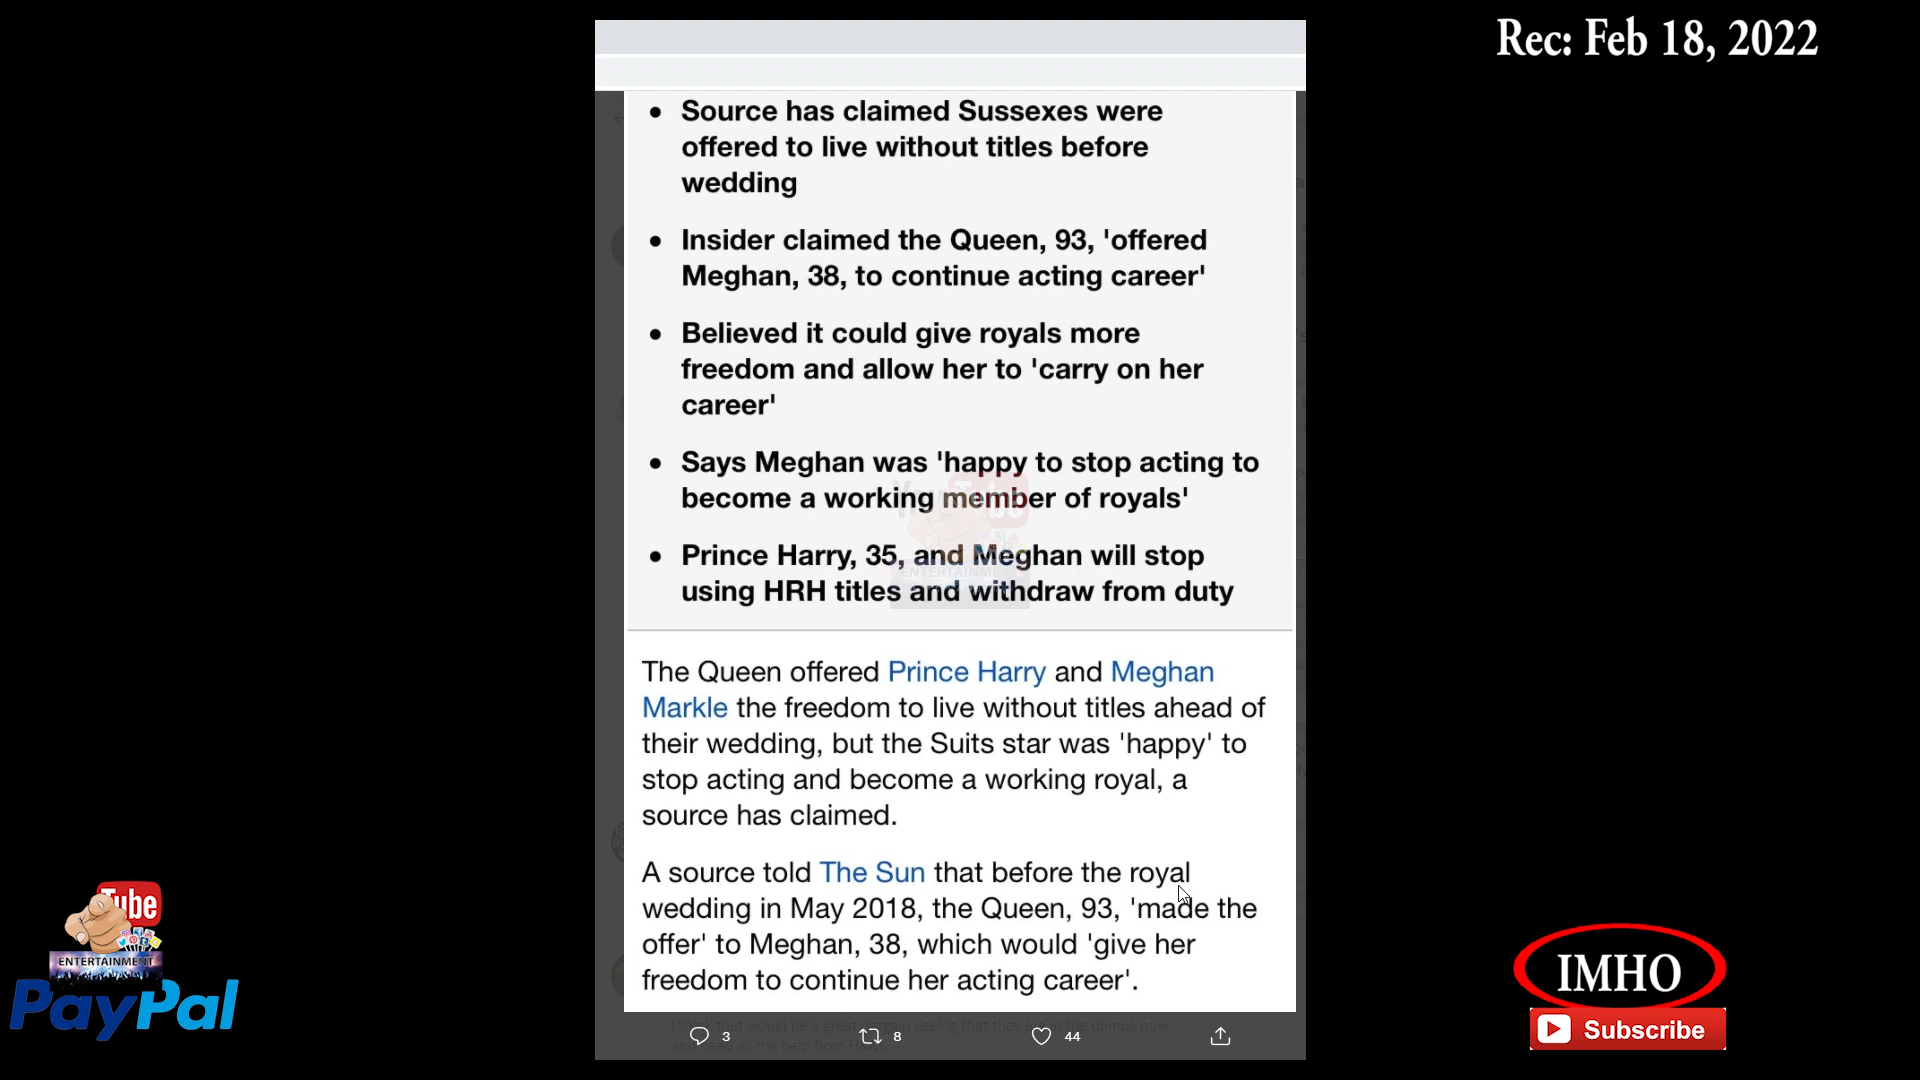 Rec: Feb 18, 2022
• Source has claimed Sussexes were
offered to live without titles before
wedding
• Insider claimed the Queen, 93, 'offered
Meghan, 38, to continue acting career'
• Believed it could give royals more
freedom and allow her to 'carry on her
career'
• Says Meghan was 'happy to stop acting to
become a working member of royals'
• Prince Harry, 35, and Meghan will stop
using HRH titles and withdraw from duty
The Queen offered Prince Harry and Meghan
Markle the freedom to live without titles ahead of
their wedding, but the Suits star was 'happy' to
stop acting and become a working royal, a
source has claimed.
A source told The Sun that before the royal
wedding in May 2018, the Queen, 93, 'made the
offer' to Meghan, 38, which would 'give her
freedom to continue her acting career'.
3 8 44
Tube
ENTERTAINMENT
PayPal
IMHO
Subscribe